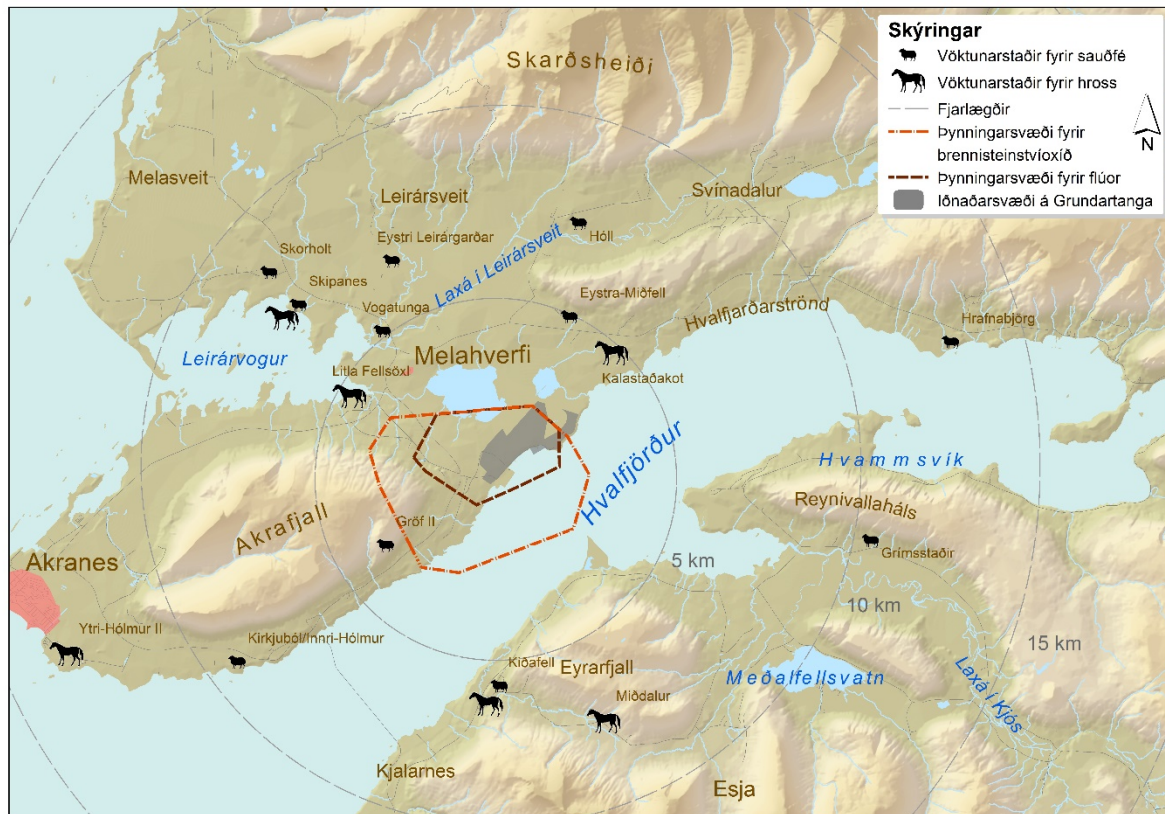 Skýringar
Vöktunarstaðir fyrir sauðfé
Vöktunarstaðir fyrir hross
Fjarlægðir
Þynningarsvæði fyrir
brennisteinstvíoxíð
Þynningarsvæði fyrir flúor
Iðnaðarsvæði á Grundartanga
N
Skarðsheiði
Melasveit
Leirársveit
Svínadalur
Skorholt
Eystri Leirárgarðar
Hóll
Skipanes
Laxá í Leirársveit
Vogatunga
Eystra-Miðfell
Hvalfjarðarströnd
Hrafnabjörg
Leirárvogur
Melahverfi
Litla Fellsöxl
Kalastaðakot
Hvalfjörður
Hvammsvík
Reynivallaháls
Akrafjall
Gröf II
Grímsstaðir
Akranes
5 km
10 km
15 km
Ytri-Hólmur II
Kirkjuból/Innri-Hólmur
Kiðafell
Eyrarfjall
Meðalfellsvatn
Miðdalur
Laxá í Kjós
Kjalarnes
Esja